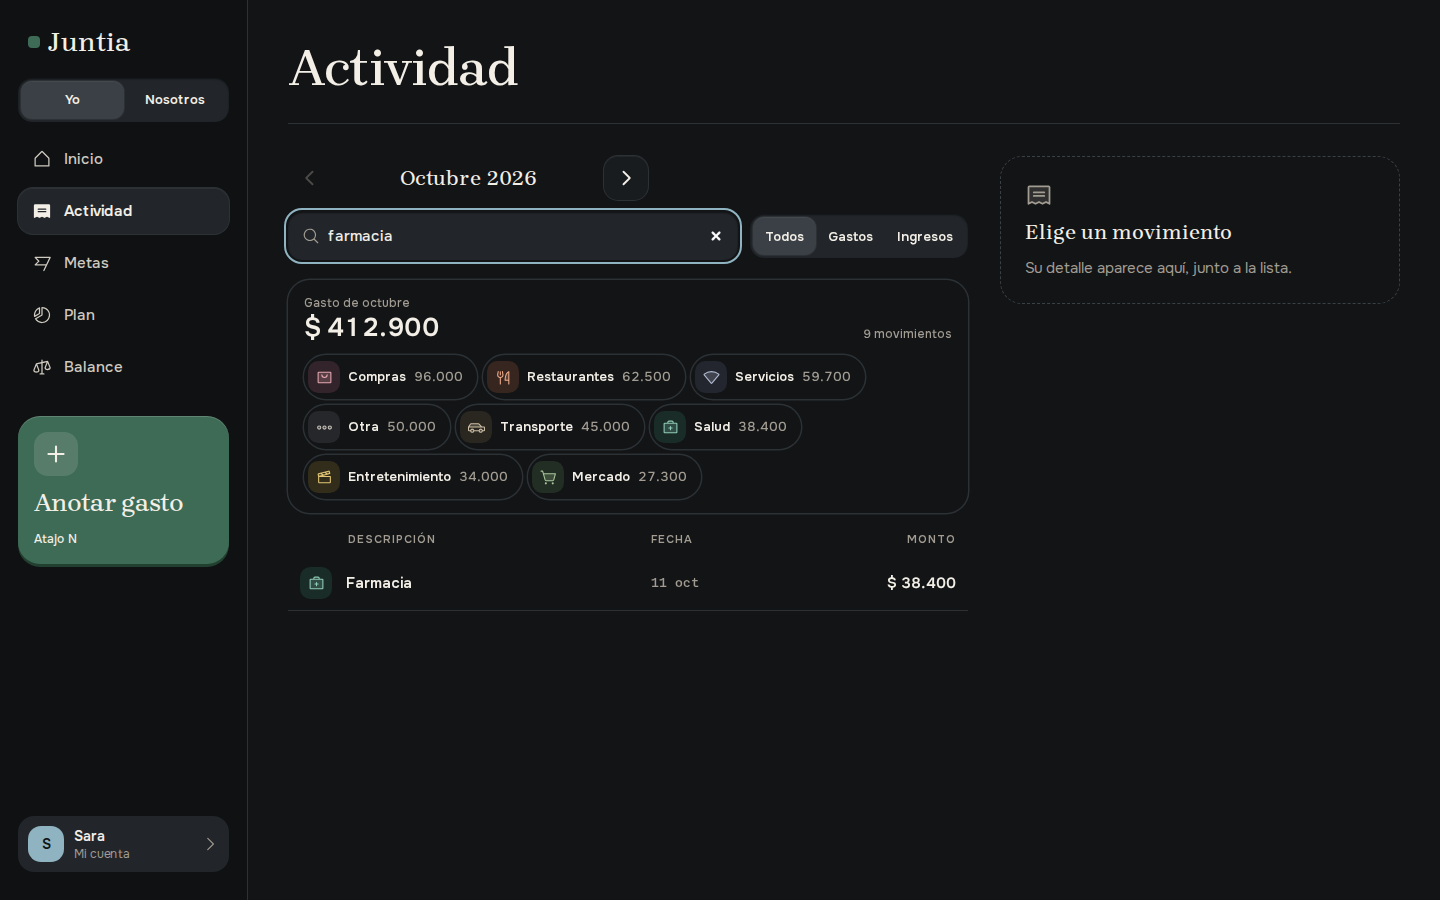 Juntia
Yo
Nosotros
Inicio
Actividad
Metas
Plan
Balance
Anotar gasto
Atajo N
S
Sara
Mi cuenta
Actividad
Octubre 2026
farmacia
Todos
Gastos
Ingresos
Gasto de octubre
$ 412.900
9 movimientos
Compras 96.000
Restaurantes 62.500
Servicios 59.700
Otra 50.000
Transporte 45.000
Salud 38.400
Entretenimiento 34.000
Mercado 27.300
DESCRIPCIÓN
FECHA
MONTO
Farmacia
11 oct
$ 38.400
Elige un movimiento
Su detalle aparece aquí, junto a la lista.